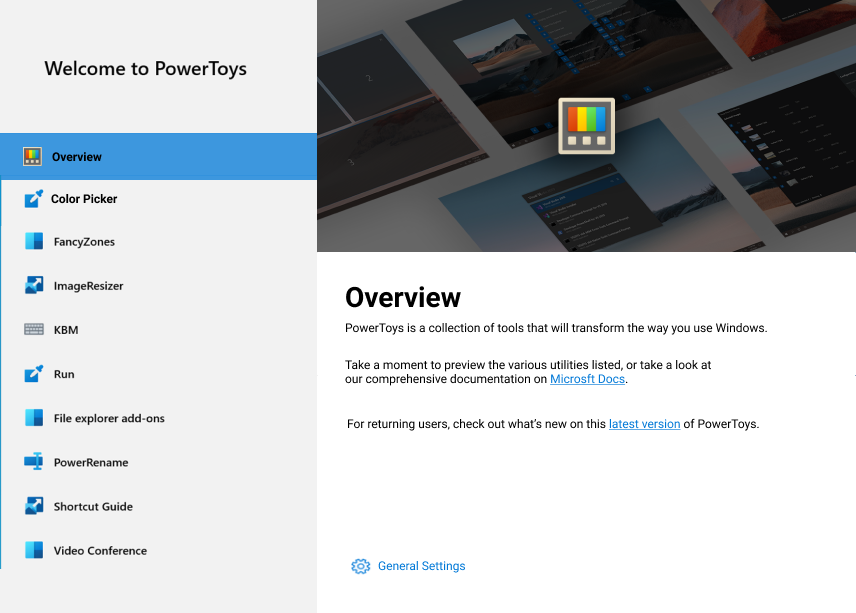 Welcome to PowerToys
Overview
Color Picker
FancyZones
ImageResizer
KBM
Run
File explorer add-ons
PowerRename
Shortcut Guide
Video Conference
Overview
PowerToys is a collection of tools that will transform the way you use Windows.
Take a moment to preview the various utilities listed, or take a look at
our comprehensive documentation on Microsft Docs.
For returning users, check out what's new on this latest version of PowerToys.
General Settings